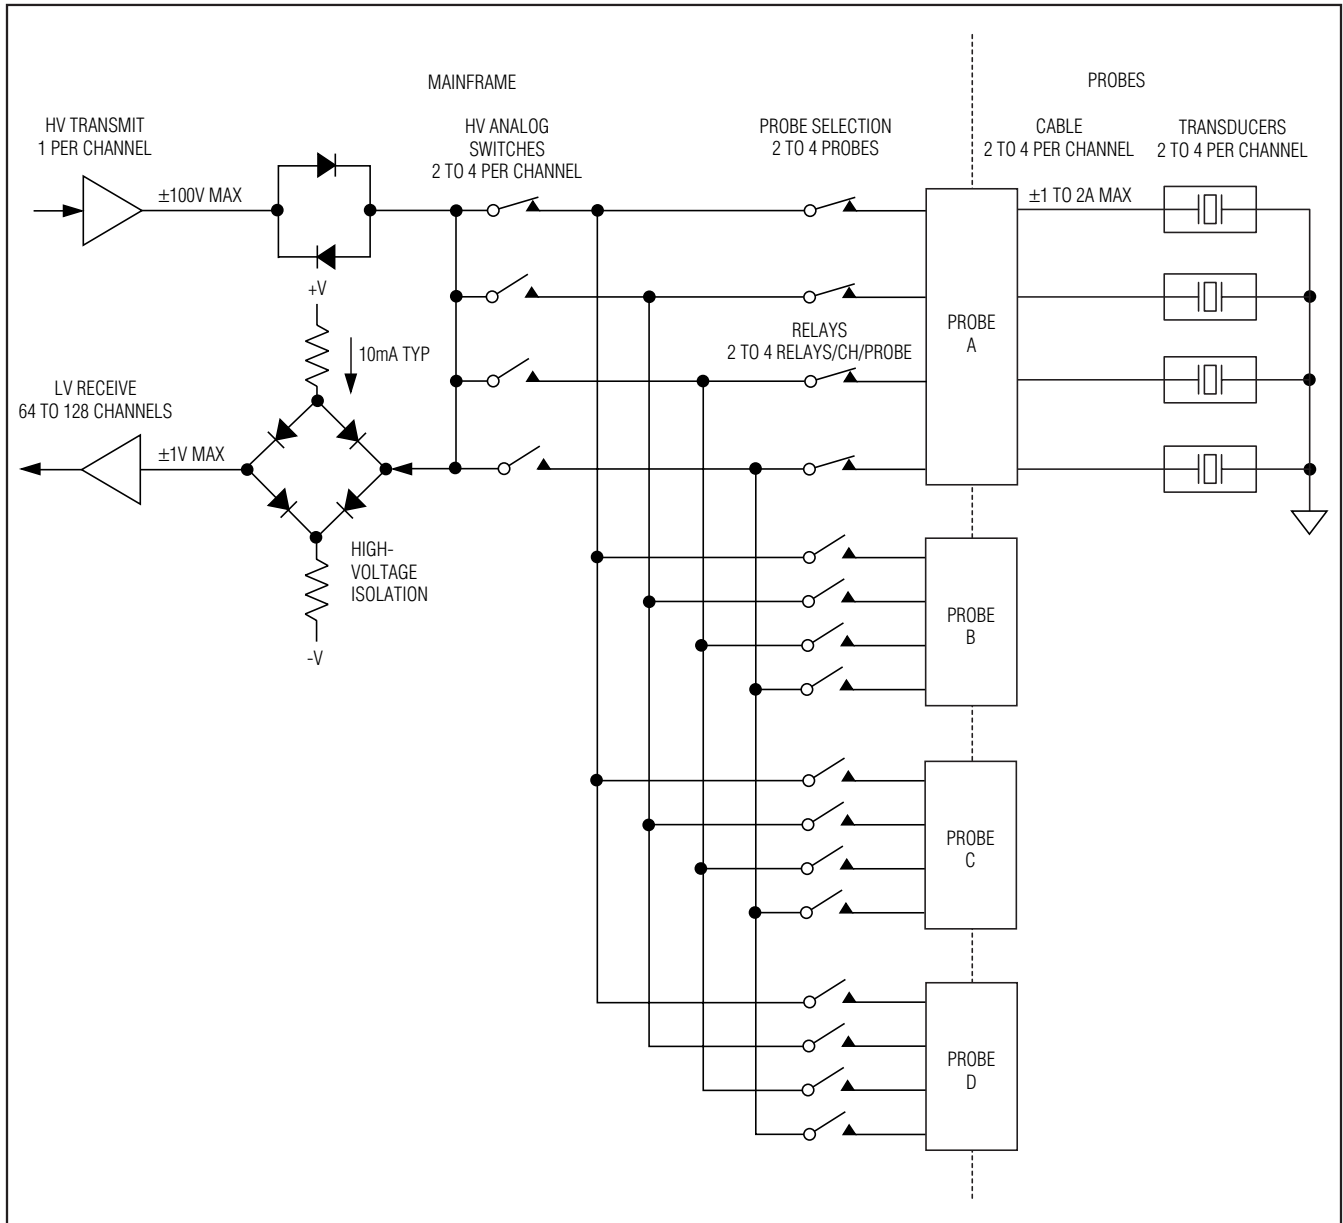 MAINFRAME
PROBES
HV TRANSMIT
1 PER CHANNEL
HV ANALOG
SWITCHES
2 TO 4 PER CHANNEL
PROBE SELECTION
2 TO 4 PROBES
CABLE
2 TO 4 PER CHANNEL
TRANSDUCERS
2 TO 4 PER CHANNEL
±100V MAX
±1 TO 2A MAX
+V
10mA TYP
RELAYS
2 TO 4 RELAYS/CH/PROBE
PROBE
A
LV RECEIVE
64 TO 128 CHANNELS
±1V MAX
HIGH-
VOLTAGE
ISOLATION
-V
PROBE
B
PROBE
C
PROBE
D